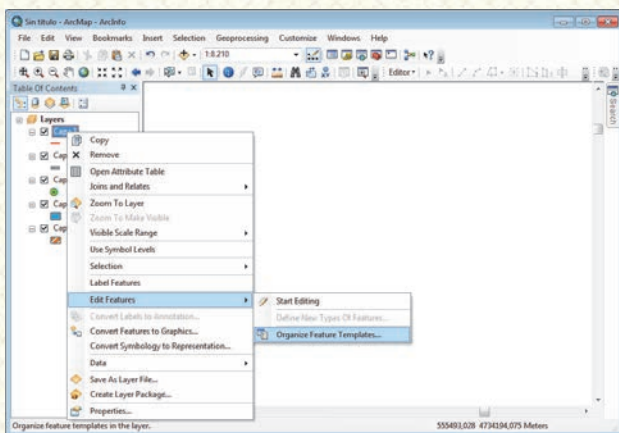 Sin título - ArcMap - ArcInfo
File Edit View Bookmarks Insert Selection Geoprocessing Customize Windows Help
1:8.210
Editor
Table Of Contents
Search
Layers
Cap
Cap
Cap
Cap
Copy
Remove
Open Attribute Table
Joins and Relates
Zoom To Layer
Zoom To Make Visible
Visible Scale Range
Use Symbol Levels
Selection
Label Features
Edit Features
Start Editing
Define New Types Of Features...
Organize Feature Templates...
Convert Labels to Annotation...
Convert Features to Graphics...
Convert Symbology to Representation...
Data
Save As Layer File...
Create Layer Package...
Properties...
Organize feature templates in the layer.
555493,028 4734194,075 Meters